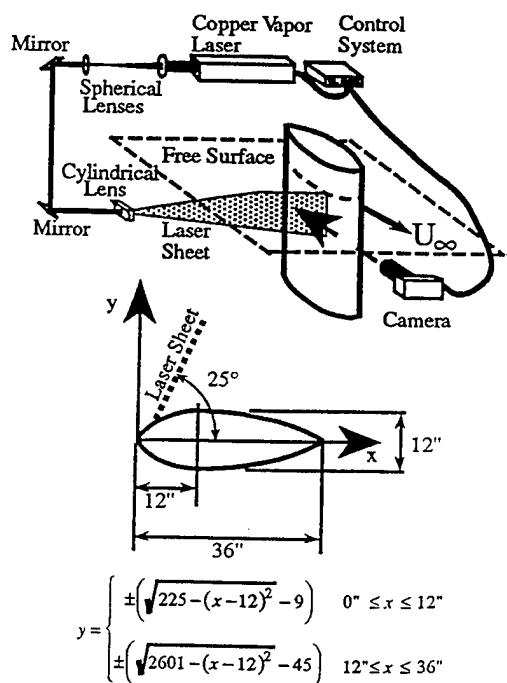 Copper Vapor
Laser
Control
System
Mirror
Spherical
Lenses
Free Surface
Cylindrical
Lens
Mirror
Laser
Sheet
U∞
Camera
y
Laser Sheet
25°
x
12"
12"
36"
y = { ±(√225−(x−12)² −9) 0" ≤ x ≤ 12"
±(√2601−(x−12)² −45) 12"≤ x ≤ 36"